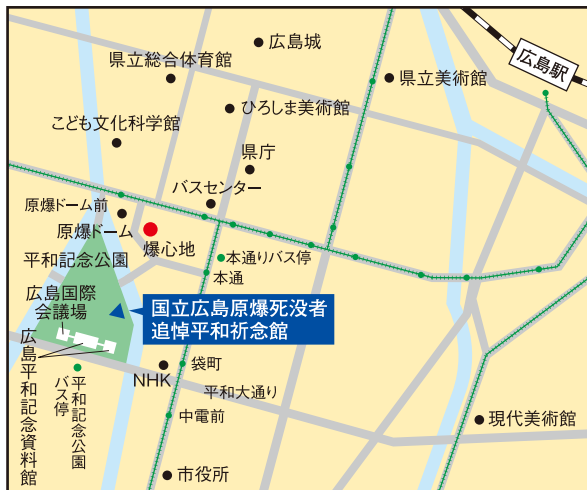 広島駅
広島城
県立総合体育館
県立美術館
ひろしま美術館
こども文化科学館
県庁
バスセンター
原爆ドーム前
原爆ドーム
爆心地
平和記念公園
本通りバス停
本通
広島国際
会議場
国立広島原爆死没者
追悼平和祈念館
広島平和記念資料館
平和記念公園
バス停
NHK
袋町
平和大通り
中電前
現代美術館
市役所